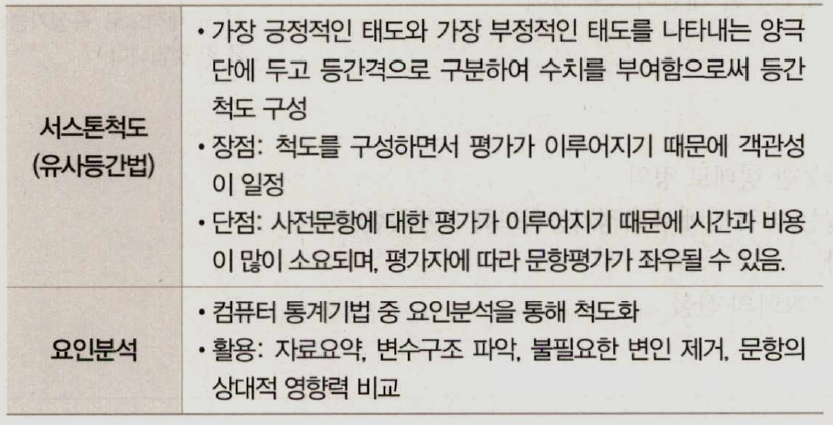 서스톤척도
(유사등간법)
• 가장 긍정적인 태도와 가장 부정적인 태도를 나타내는 양극
단에 두고 등간격으로 구분하여 수치를 부여함으로써 등간
척도 구성
• 장점: 척도를 구성하면서 평가가 이루어지기 때문에 객관성
이 일정
• 단점: 사전문항에 대한 평가가 이루어지기 때문에 시간과 비용
이 많이 소요되며, 평가자에 따라 문항평가가 좌우될 수 있음.
요인분석
• 컴퓨터 통계기법 중 요인분석을 통해 척도화
• 활용: 자료요약, 변수구조 파악, 불필요한 변인 제거, 문항의
상대적 영향력 비교